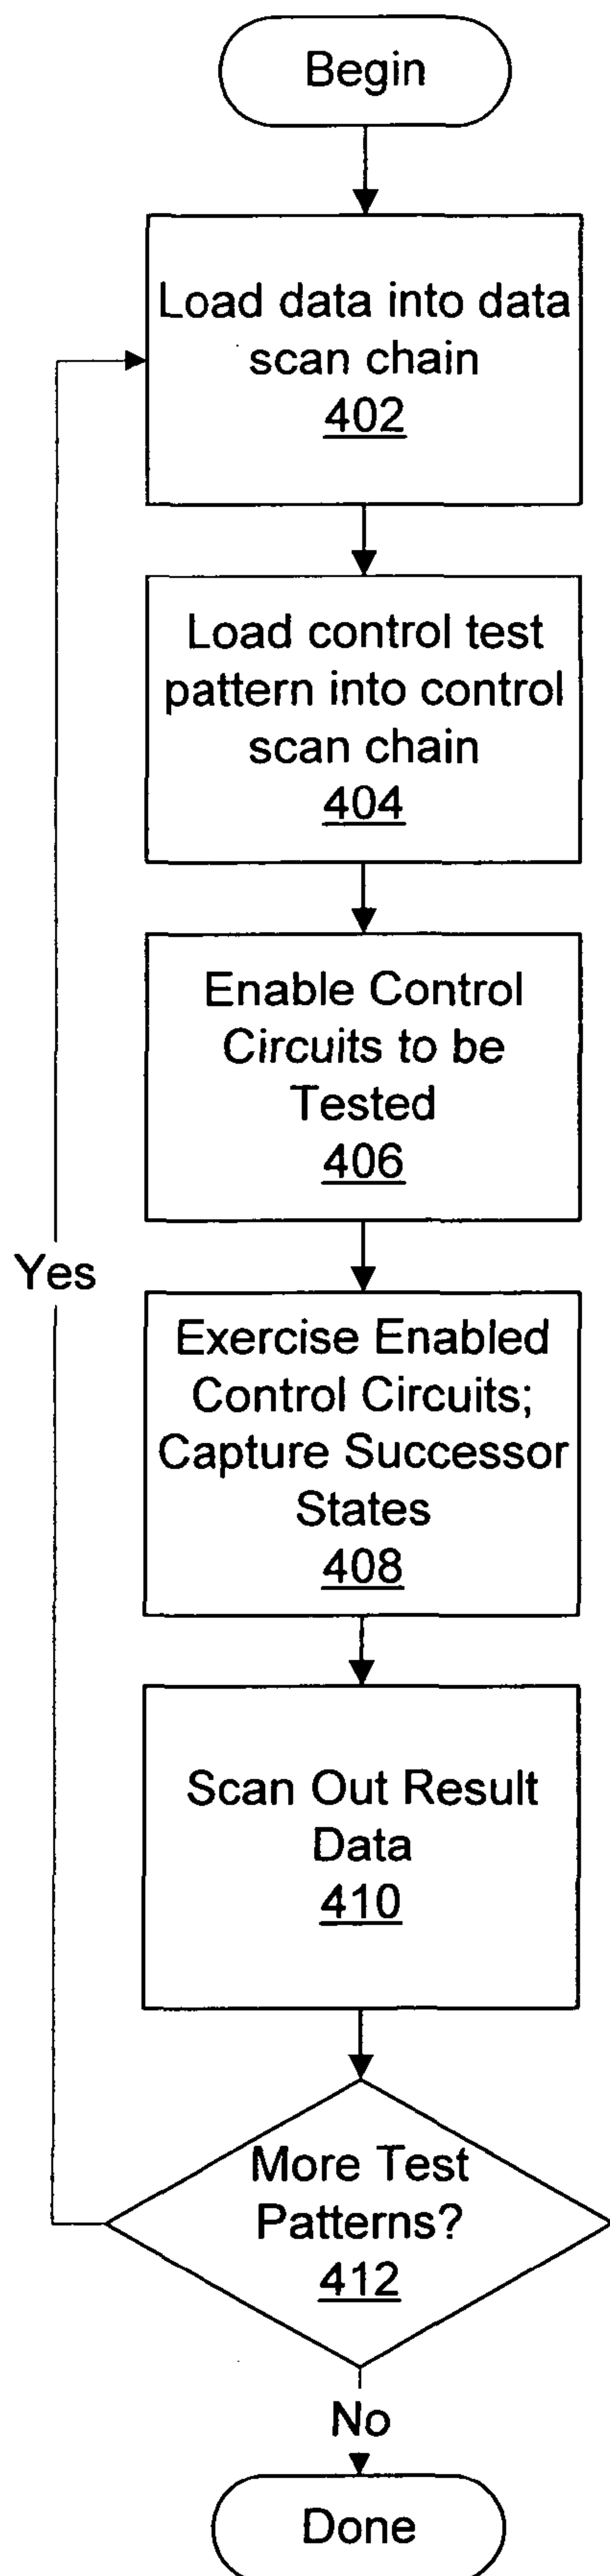 Begin
Load data into data
scan chain
402
Load control test
pattern into control
scan chain
404
Enable Control
Circuits to be
Tested
406
Yes
Exercise Enabled
Control Circuits;
Capture Successor
States
408
Scan Out Result
Data
410
More Test
Patterns?
412
No
Done